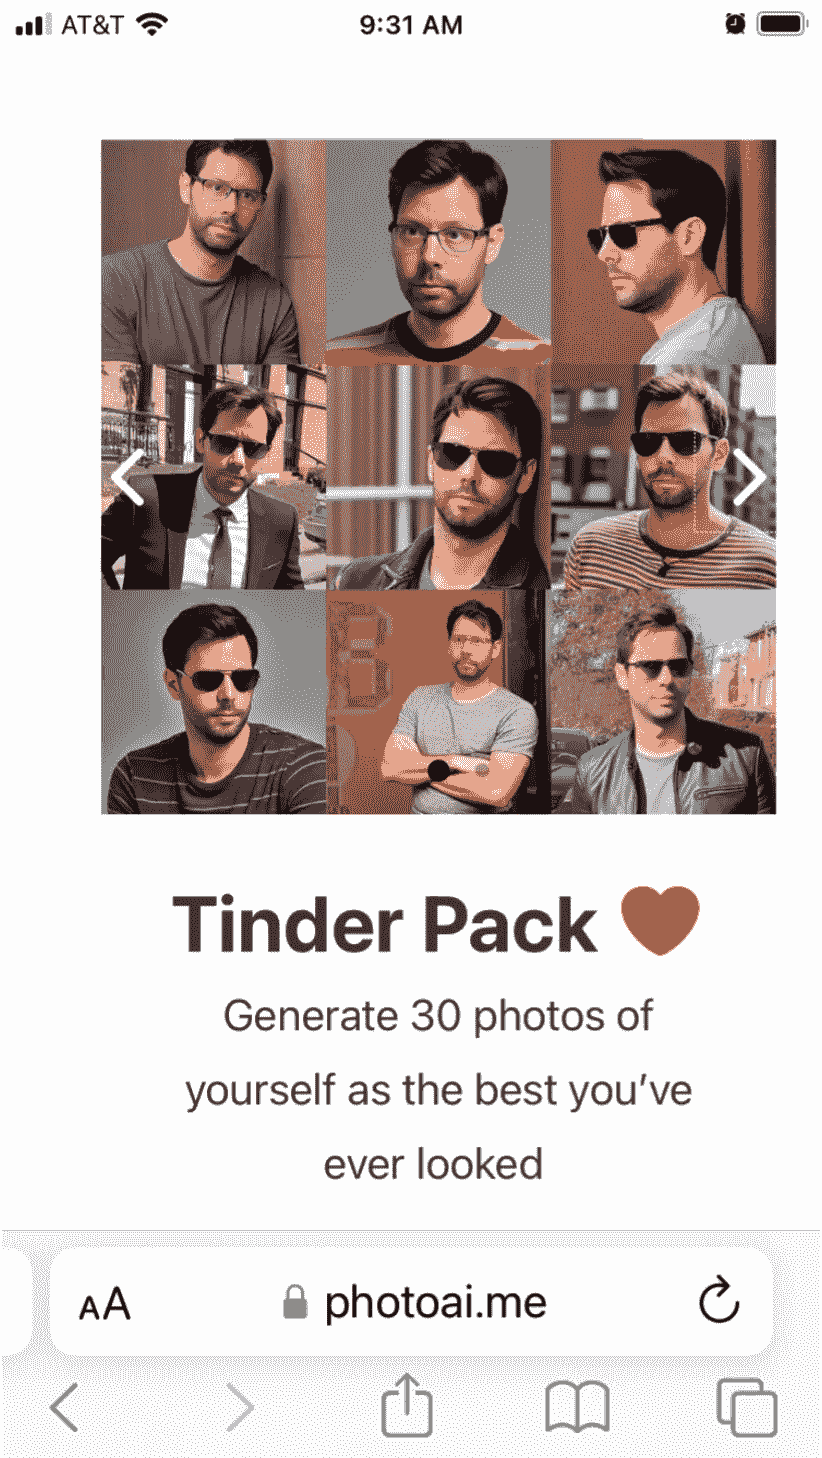 AT&T 9:31 AM
Tinder Pack ❤
Generate 30 photos of
yourself as the best you've
ever looked
AA photoai.me